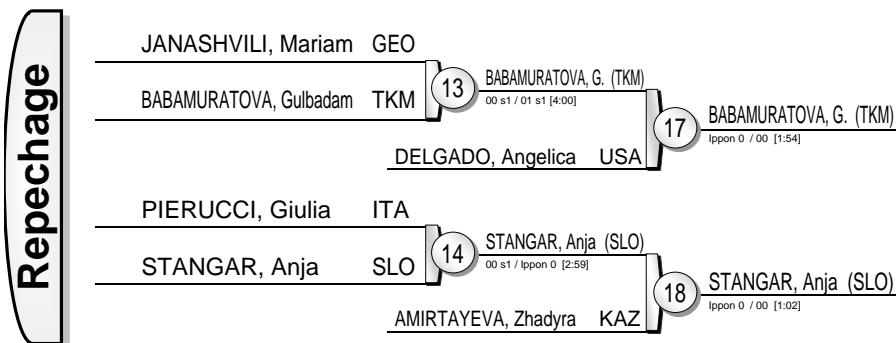 Repechage
JANASHVILI, Mariam GEO
BABAMURATOVA, Gulbadam TKM
13
BABAMURATOVA, G. (TKM)
00 s1 / 01 s1 [4:00]
DELGADO, Angelica USA
17
BABAMURATOVA, G. (TKM)
Ippon 0 / 00 [1:54]
PIERUCCI, Giulia ITA
STANGAR, Anja SLO
14
STANGAR, Anja (SLO)
00 s1 / Ippon 0 [2:59]
AMIRTAYEVA, Zhadyra KAZ
18
STANGAR, Anja (SLO)
Ippon 0 / 00 [1:02]